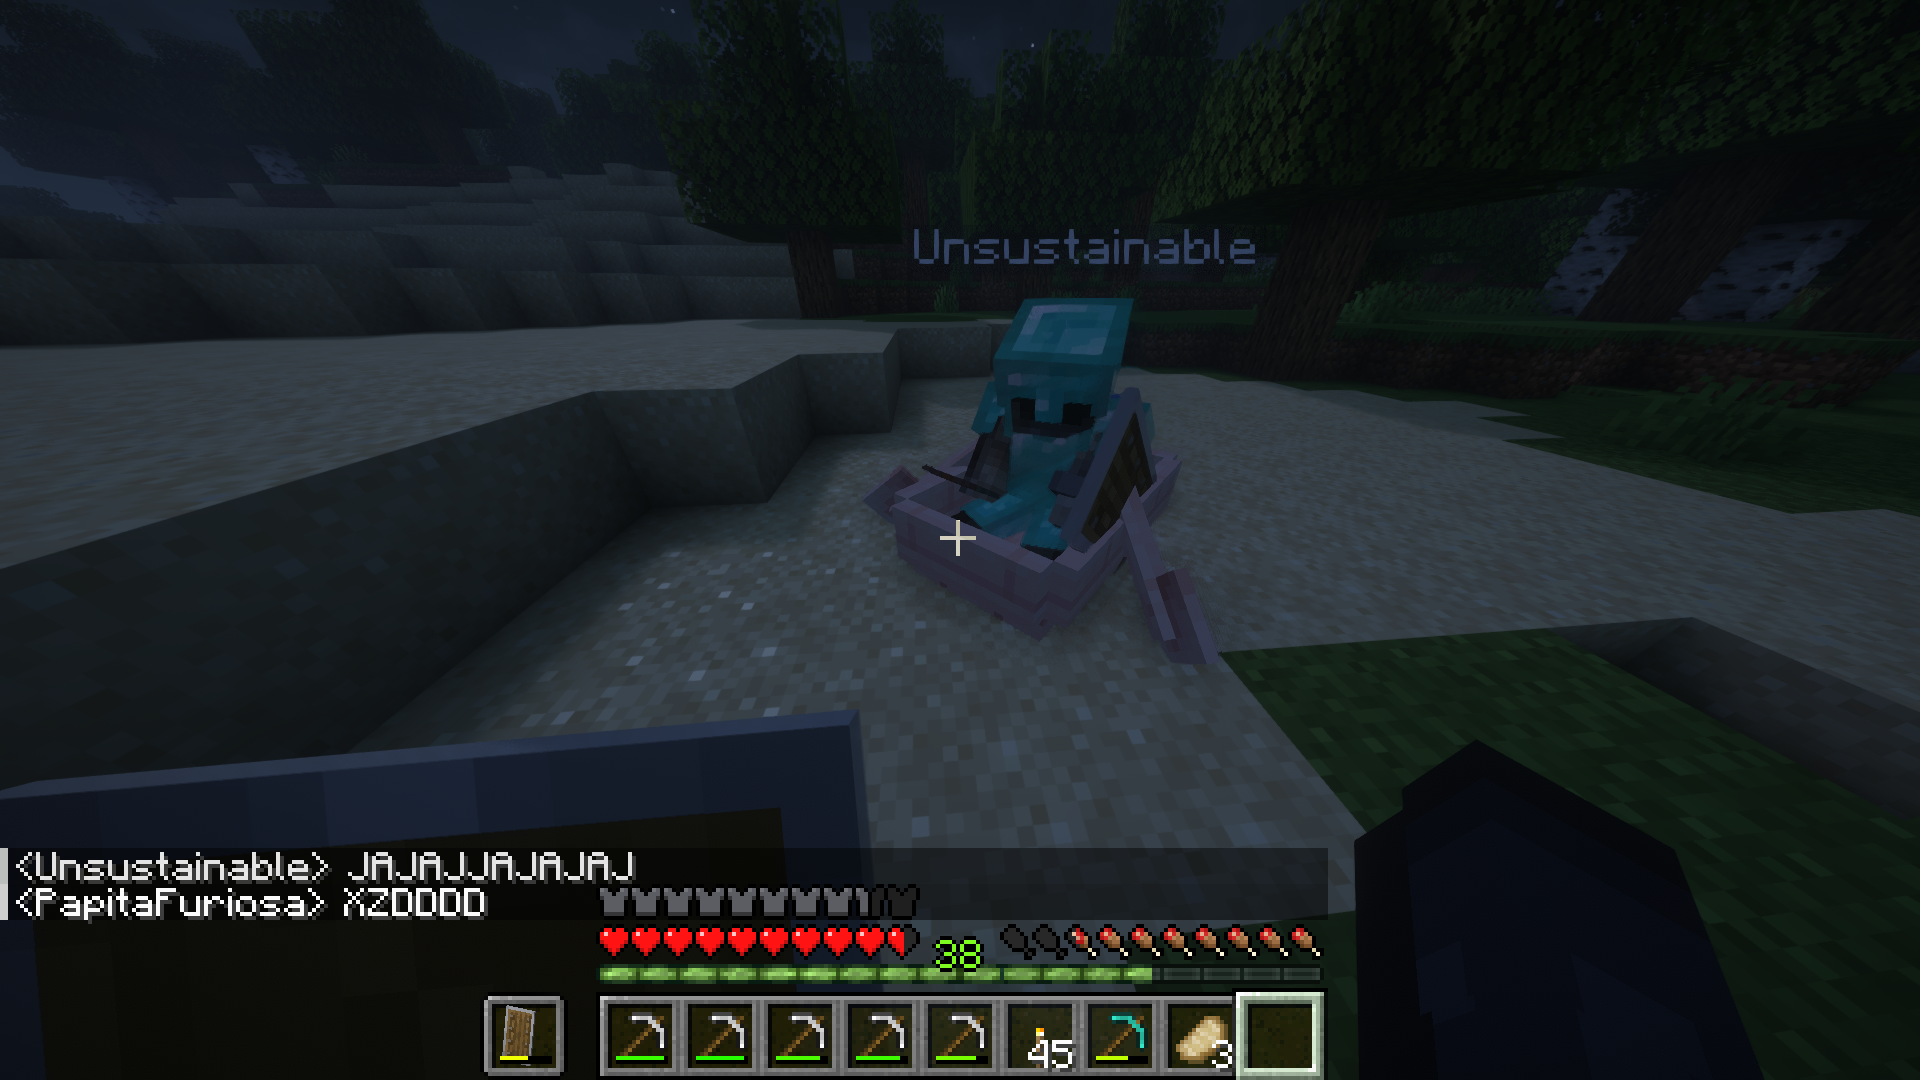 Unsustainable
<Unsustainable> JAJAJJAJAJAJ
<PapitaFuriosa> XZDDDD
38
45
3